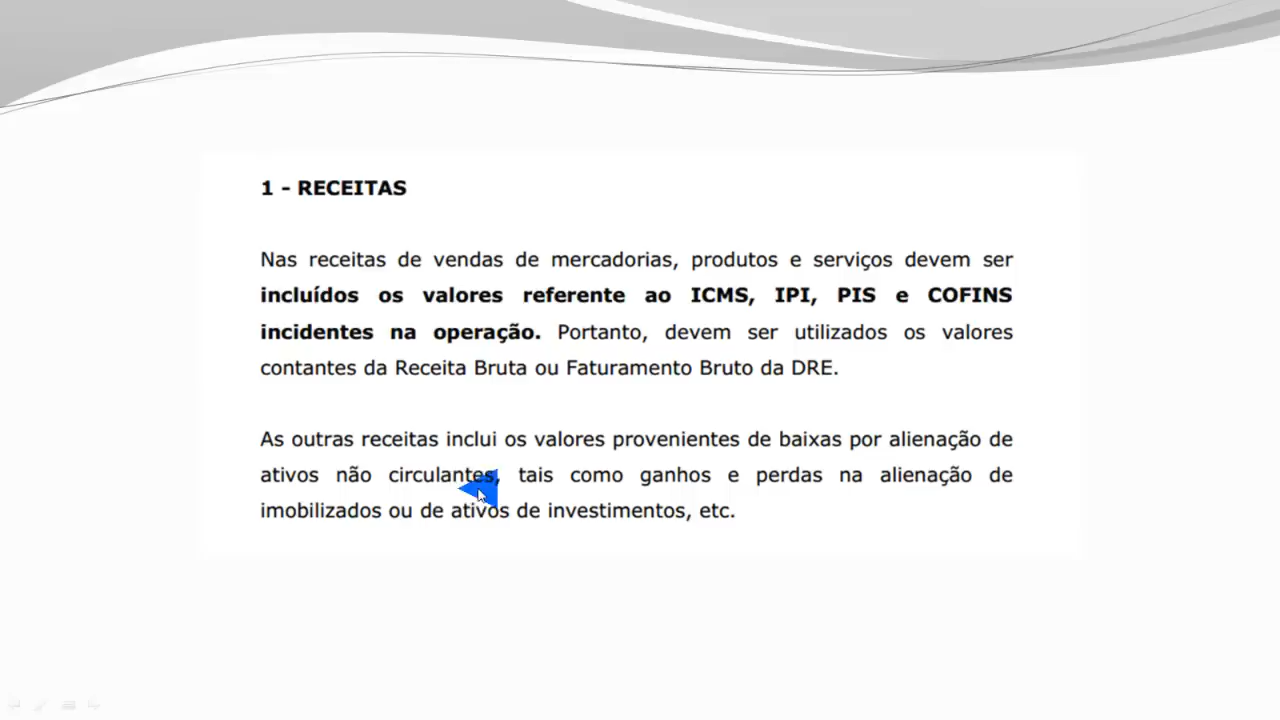 1 - RECEITAS
Nas receitas de vendas de mercadorias, produtos e serviços devem ser
incluídos os valores referente ao ICMS, IPI, PIS e COFINS
incidentes na operação. Portanto, devem ser utilizados os valores
contantes da Receita Bruta ou Faturamento Bruto da DRE.
As outras receitas inclui os valores provenientes de baixas por alienação de
ativos não circulantes, tais como ganhos e perdas na alienação de
imobilizados ou de ativos de investimentos, etc.